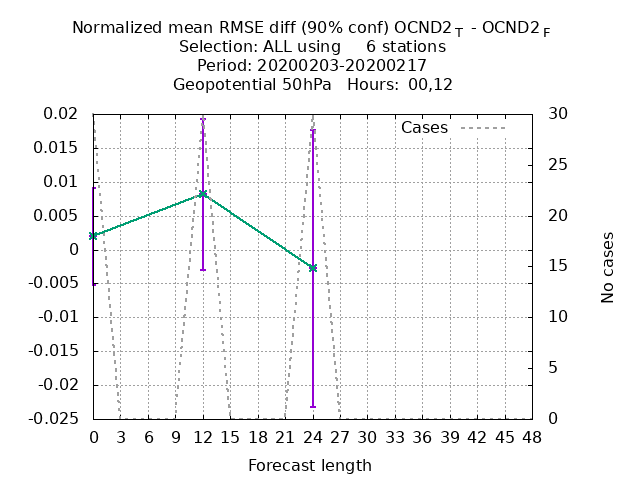 Normalized mean RMSE diff (90% conf) OCND2 T - OCND2 F
Selection: ALL using 6 stations
Period: 20200203-20200217
Geopotential 50hPa Hours: 00,12
Cases
0.02
0.015
0.01
0.005
0
-0.005
-0.01
-0.015
-0.02
-0.025
30
25
20
15
10
5
0
No cases
0 3 6 9 12 15 18 21 24 27 30 33 36 39 42 45 48
Forecast length